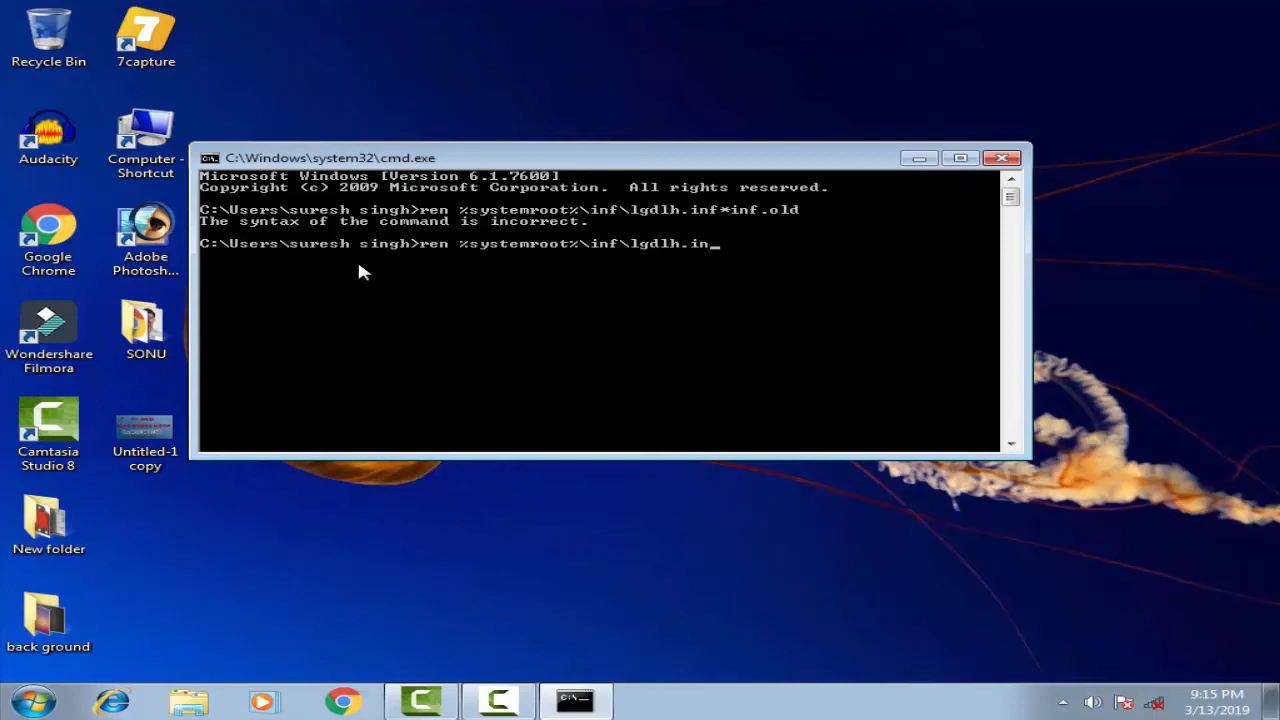 Recycle Bin
7capture
Audacity
Computer - Shortcut
Google Chrome
Adobe Photosh...
Wondershare Filmora
SONU
Camtasia Studio 8
Untitled-1 copy
New folder
back ground
C:\Windows\system32\cmd.exe
Microsoft Windows [Version 6.1.7600]
Copyright (c) 2009 Microsoft Corporation.  All rights reserved.
C:\Users\suresh singh>ren %systemroot%\inf\lgdlh.inf*inf.old
The syntax of the command is incorrect.
C:\Users\suresh singh>ren %systemroot%\inf\lgdlh.in_
9:15 PM
3/13/2019